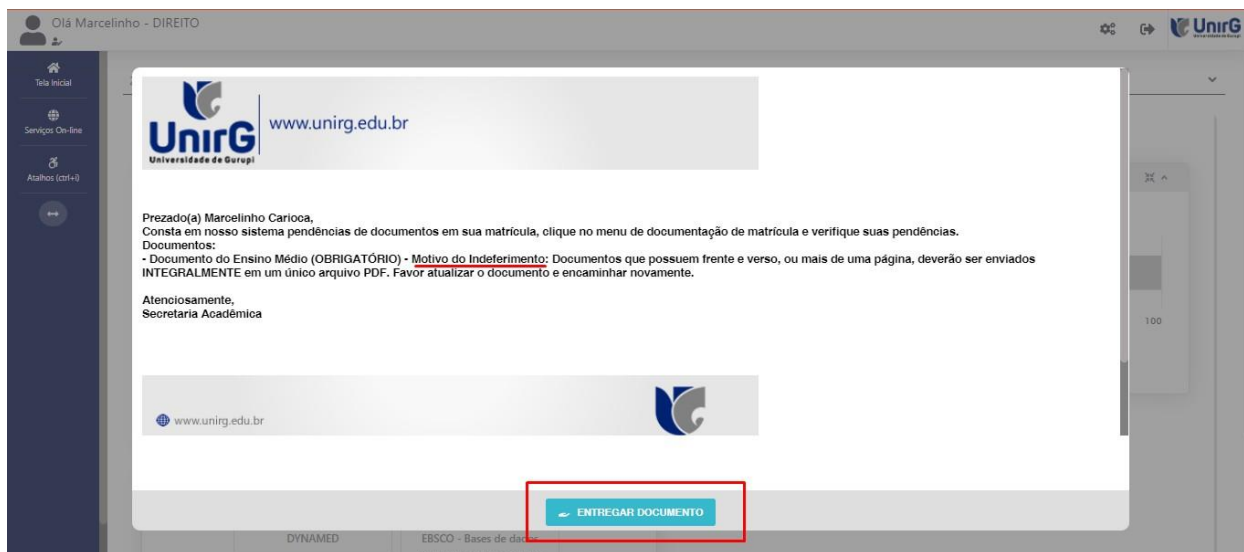 Olá Marcelinho - DIREITO
UnirG
Tela Inicial
Serviços On-line
Atalhos (ctrl+i)
UnirG
Universidade de Gurupi
www.unirg.edu.br
Prezado(a) Marcelinho Carioca,
Consta em nosso sistema pendências de documentos em sua matrícula, clique no menu de documentação de matrícula e verifique suas pendências.
Documentos:
- Documento do Ensino Médio (OBRIGATÓRIO) - Motivo do Indeferimento: Documentos que possuem frente e verso, ou mais de uma página, deverão ser enviados
INTEGRALMENTE em um único arquivo PDF. Favor atualizar o documento e encaminhar novamente.
Atenciosamente,
Secretaria Acadêmica
100
www.unirg.edu.br
ENTREGAR DOCUMENTO
DYNAMED
EBSCO - Bases de dados